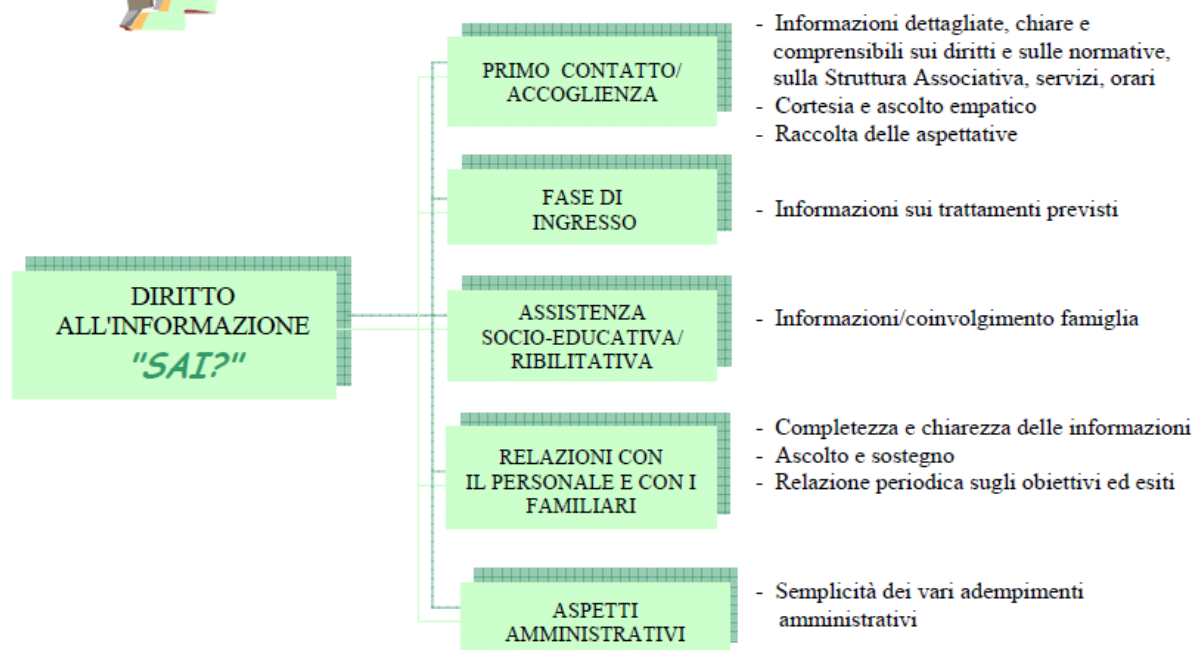 PRIMO CONTATTO/
ACCOGLIENZA
- Informazioni dettagliate, chiare e
comprensibili sui diritti e sulle normative,
sulla Struttura Associativa, servizi, orari
- Cortesia e ascolto empatico
- Raccolta delle aspettative
FASE DI
INGRESSO
- Informazioni sui trattamenti previsti
DIRITTO
ALL'INFORMAZIONE
"SAI?"
ASSISTENZA
SOCIO-EDUCATIVA/
RIBILITATIVA
- Informazioni/coinvolgimento famiglia
RELAZIONI CON
IL PERSONALE E CON I
FAMILIARI
- Completezza e chiarezza delle informazioni
- Ascolto e sostegno
- Relazione periodica sugli obiettivi ed esiti
ASPETTI
AMMINISTRATIVI
- Semplicità dei vari adempimenti
amministrativi